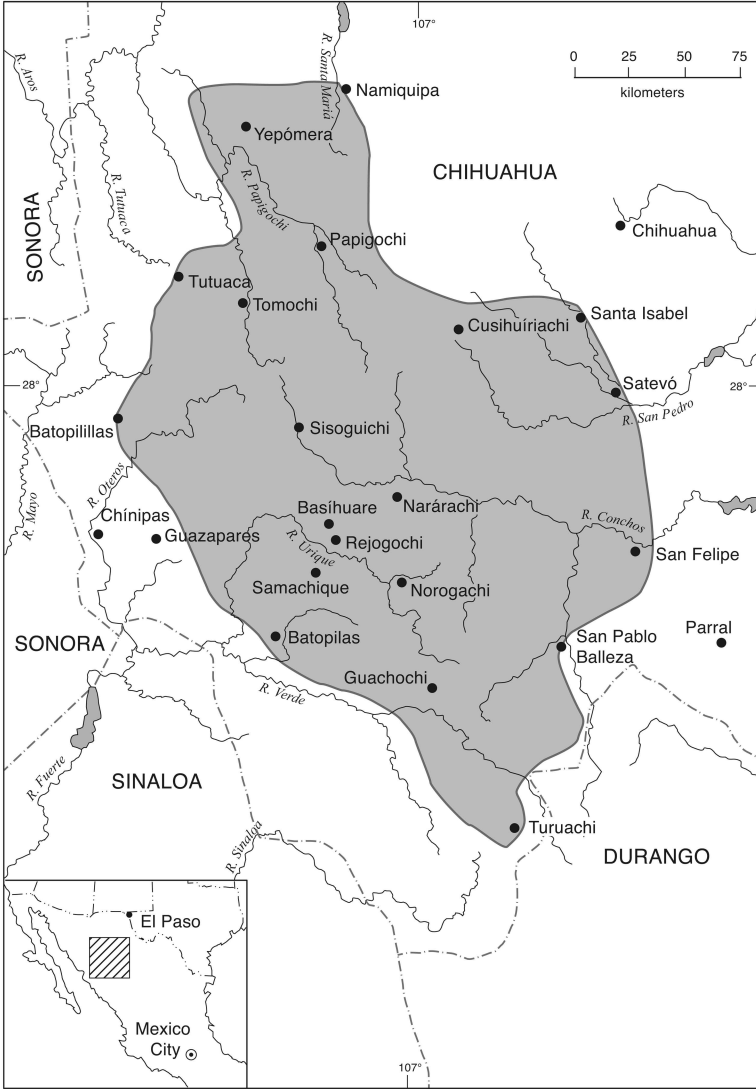 107°
0 25 50 75
kilometers
R. Aros
R. Santa Mariá
Namiquipa
Yepómera
CHIHUAHUA
SONORA
R. Tutuaca
R. Papigochi
Papigochi
Chihuahua
Tutuaca
Tomochi
Santa Isabel
Cusihuíriachi
28°
Satevó
28°
R. San Pedro
Batopilillas
Sisoguichi
R. Oteros
R. Mayo
Chínipas
Guazapares
Basíhuare
Narárachi
R. Conchos
R. Urique
Rejogochi
San Felipe
Samachique
Norogachi
SONORA
Batopilas
San Pablo
Balleza
Parral
Guachochi
R. Verde
R. Fuerte
SINALOA
R. Sinaloa
Turuachi
DURANGO
El Paso
Mexico
City
107°